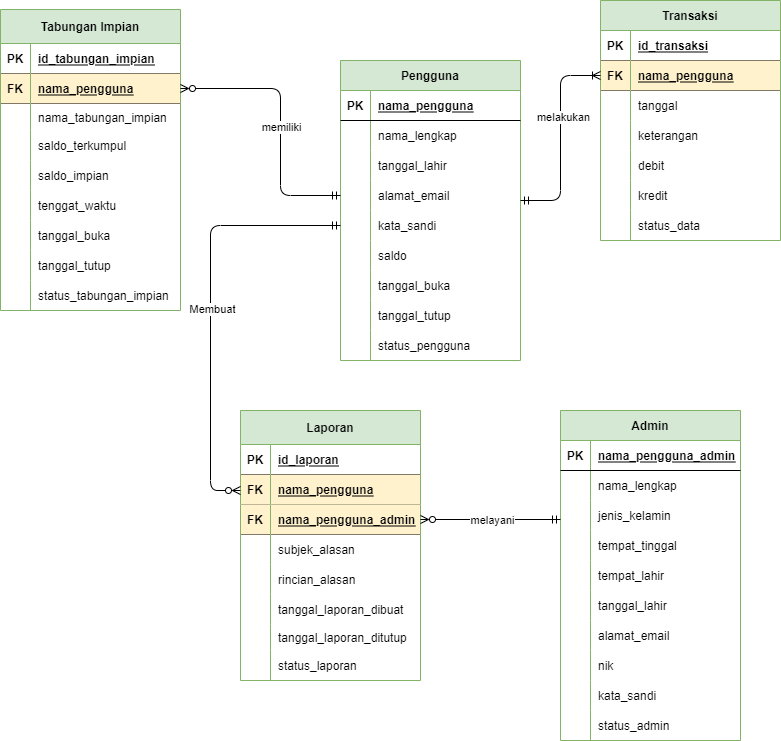 Tabungan Impian
PK id_tabungan_impian
FK nama_pengguna
nama_tabungan_impian
saldo_terkumpul
saldo_impian
tenggat_waktu
tanggal_buka
tanggal_tutup
status_tabungan_impian
memiliki
Pengguna
PK nama_pengguna
nama_lengkap
tanggal_lahir
alamat_email
kata_sandi
saldo
tanggal_buka
tanggal_tutup
status_pengguna
melakukan
Transaksi
PK id_transaksi
FK nama_pengguna
tanggal
keterangan
debit
kredit
status_data
Membuat
Laporan
PK id_laporan
FK nama_pengguna
FK nama_pengguna_admin
subjek_alasan
rincian_alasan
tanggal_laporan_dibuat
tanggal_laporan_ditutup
status_laporan
melayani
Admin
PK nama_pengguna_admin
nama_lengkap
jenis_kelamin
tempat_tinggal
tempat_lahir
tanggal_lahir
alamat_email
nik
kata_sandi
status_admin